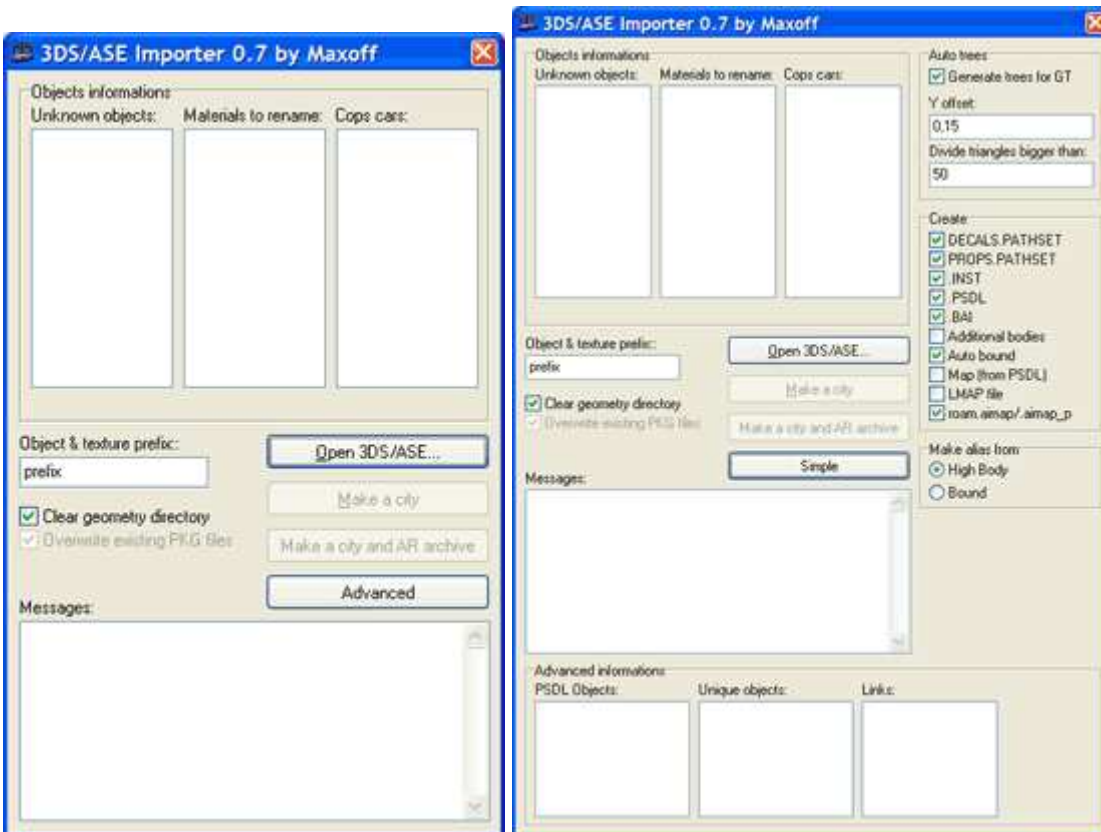 3DS/ASE Importer 0.7 by Maxoff
Objects informations
Unknown objects: Materials to rename: Cops cars:
Object & texture prefix:
prefix
Open 3DS/ASE...
Clear geometry directory
Make a city
Overwrite existing PKG files
Make a city and AR archive
Advanced
Messages:
3DS/ASE Importer 0.7 by Maxoff
Objects informations
Unknown objects: Materials to rename: Cops cars:
Object & texture prefix:
prefix
Open 3DS/ASE...
Clear geometry directory
Make a city
Overwrite existing PKG files
Make a city and AR archive
Simple
Messages:
Auto trees
Generate trees for GT
Y offset:
0,15
Divide triangles bigger than:
50
Create
DECALS.PATHSET
PROPS.PATHSET
.INST
.PSDL
.BAI
Additional bodies
Auto bound
Map (from PSDL)
LMAP file
roam.aimap/.aimap_p
Make alias from
High Body
Bound
Advanced informations
PSDL Objects: Unique objects: Links: